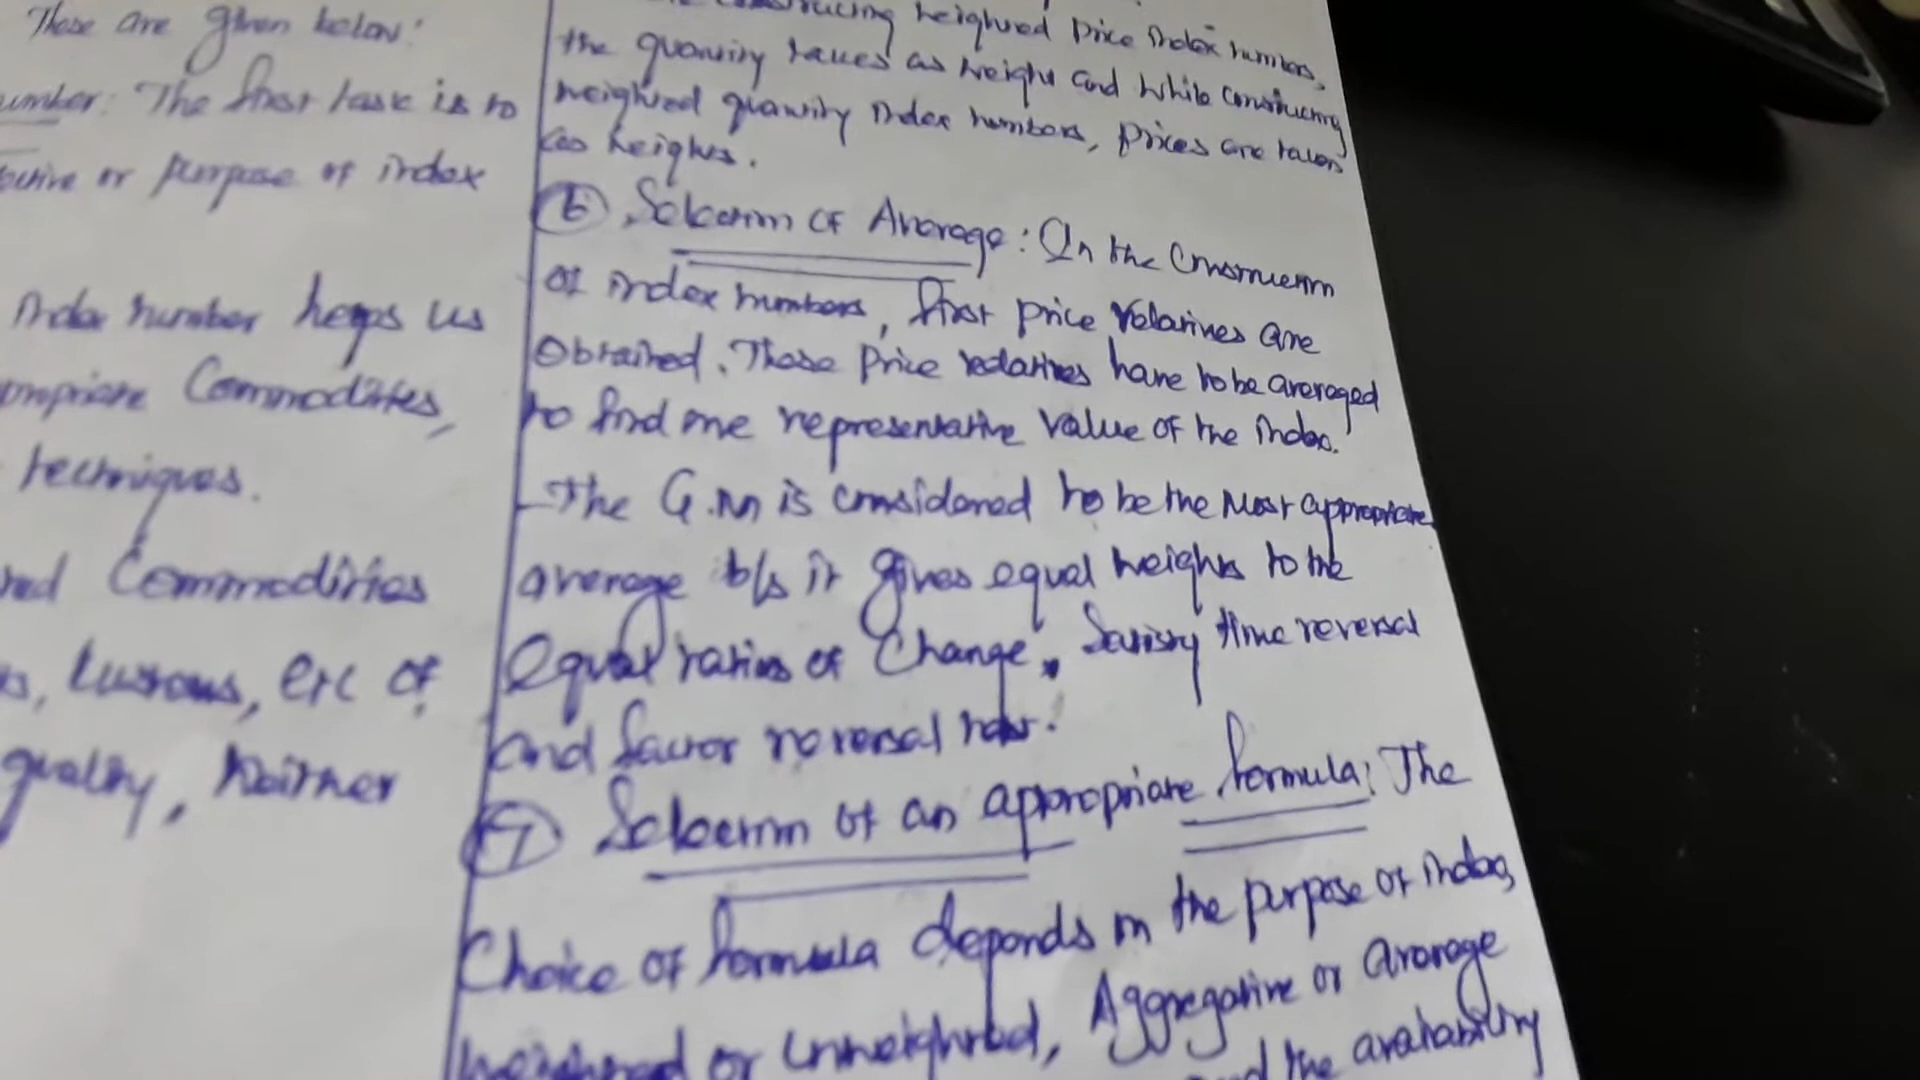 These are given below:
umber: The first task is to
ective or purpose of index
index number helps us
propriate Commodities,
techniques.
red Commodities
quality, Neither
constructing weighted price index numbers,
the quantity taken as weight and while constructing
weighted quantity index numbers, prices are taken
as weights.
6 Selection of Average: In the Construction
of index numbers, first price relatives are
Obtained. These price relatives have to be averaged
to find one representative value of the index.
- The G.M is considered to be the most appropriate
average b/s it gives equal weights to the
Equal ratios of Change. Satisfy time reversal
and factor reversal
7 Selection of an appropriate formula: The
Choice of formula depends on the purpose of index,
weighted or unweighted, Aggregative or average
and the availability